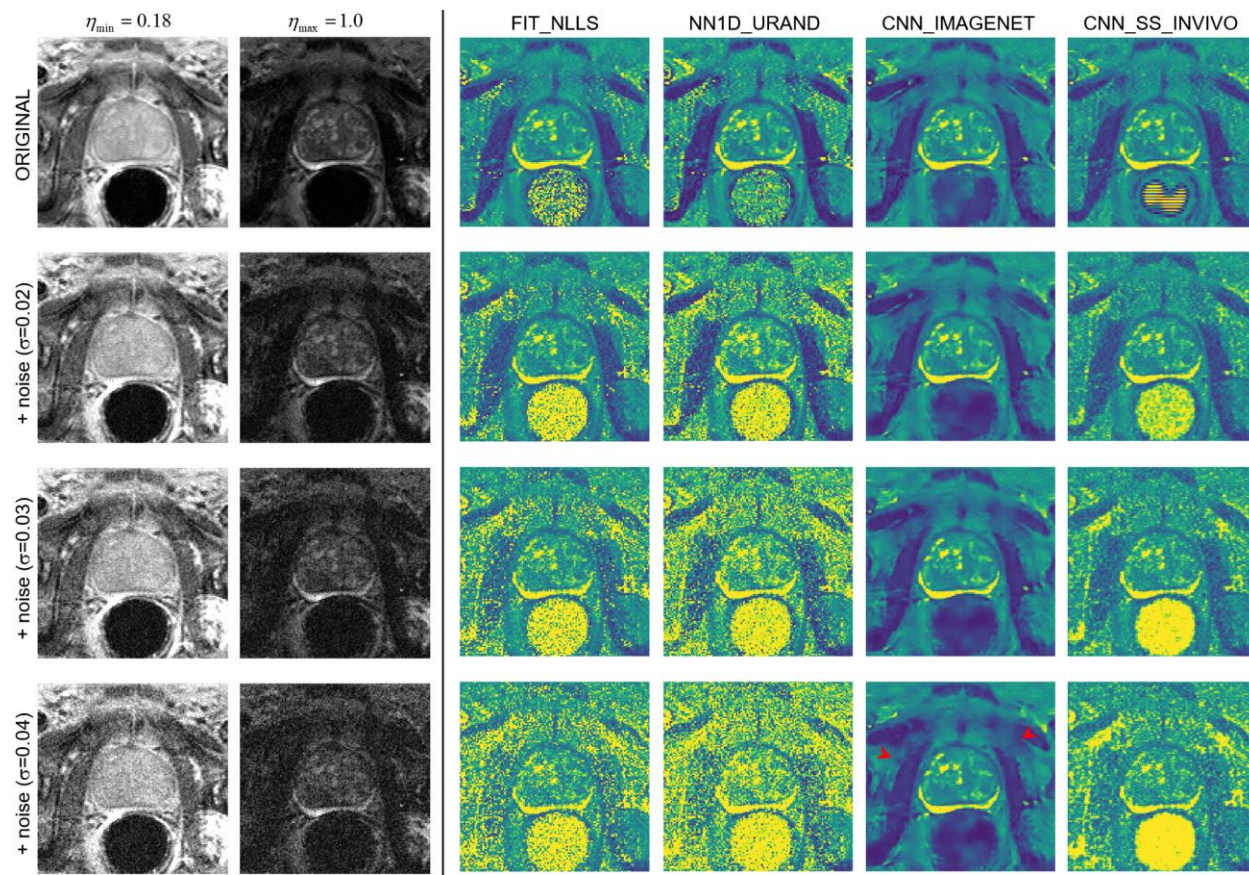 η_min = 0.18
η_max = 1.0
FIT_NLLS
NN1D_URAND
CNN_IMAGENET
CNN_SS_INVIVO
ORIGINAL
+ noise (σ=0.02)
+ noise (σ=0.03)
+ noise (σ=0.04)